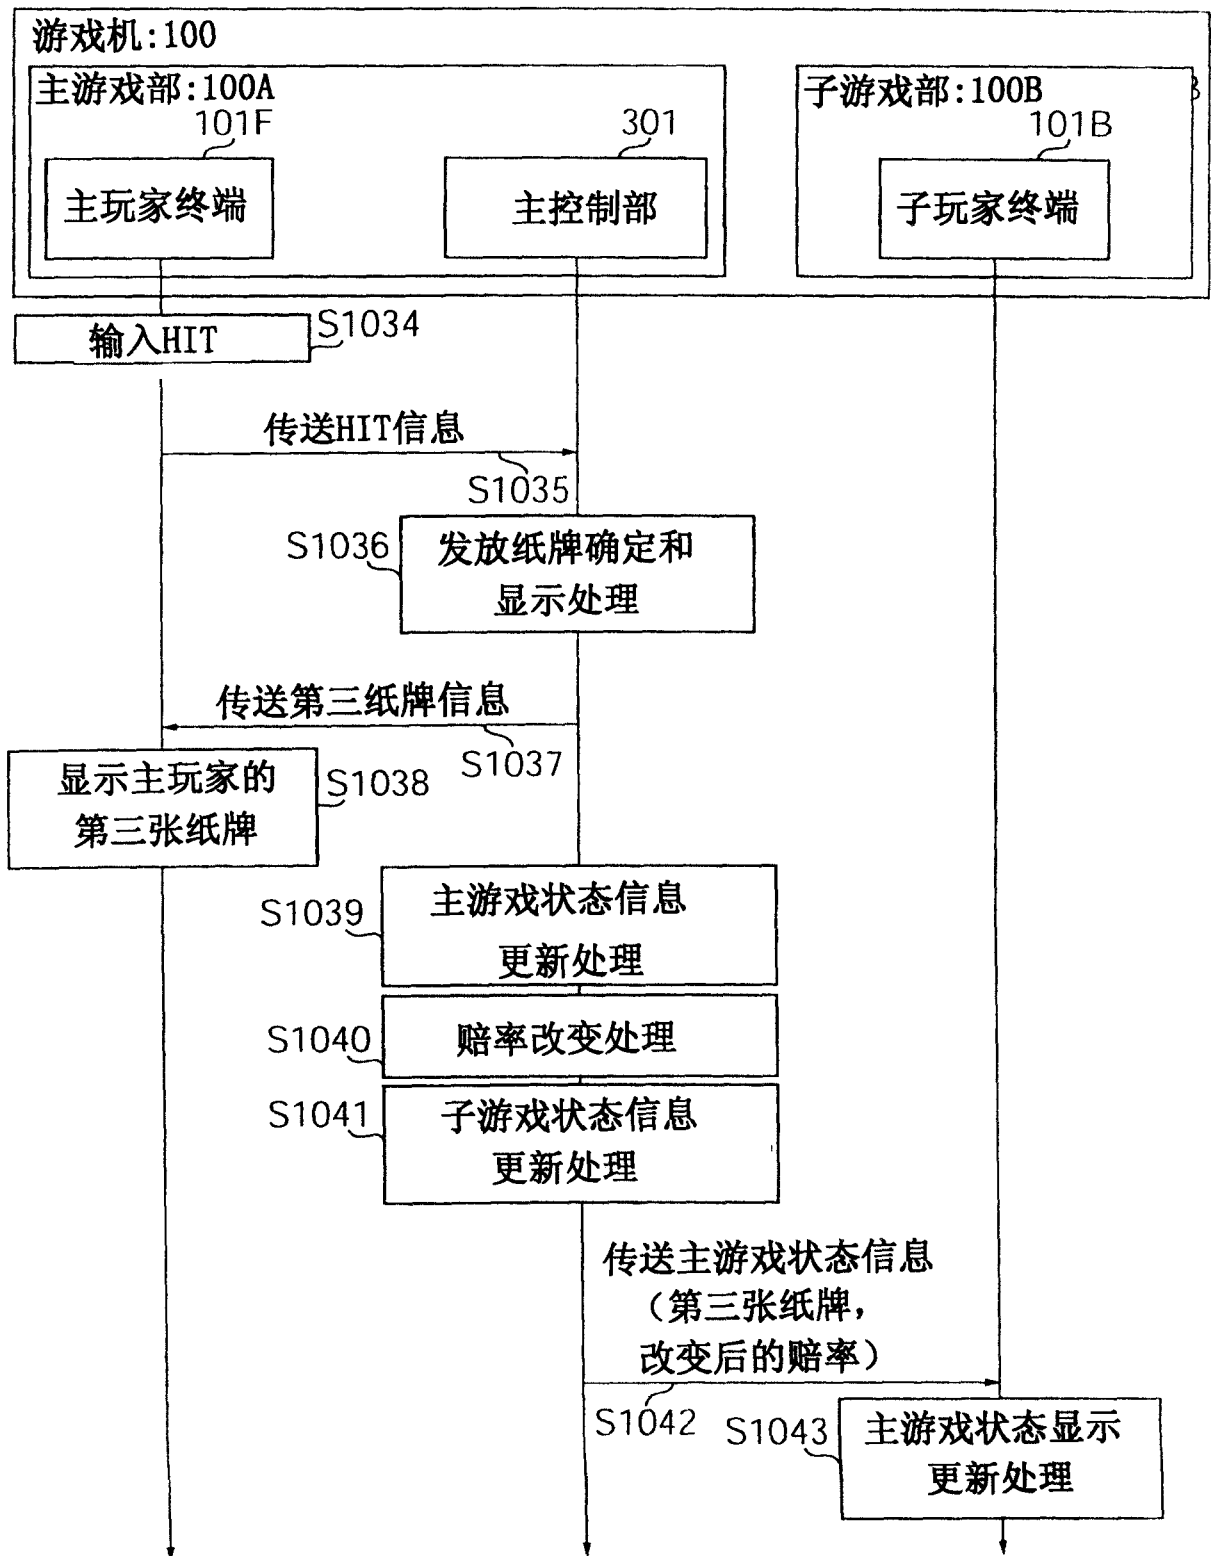 游戏机:100
主游戏部:100A
子游戏部:100B
101F
301
101B
主玩家终端
主控制部
子玩家终端
输入HIT
S1034
传送HIT信息
S1035
S1036
发放纸牌确定和
显示处理
传送第三纸牌信息
S1037
显示主玩家的
第三张纸牌
S1038
S1039
主游戏状态信息
更新处理
S1040
赔率改变处理
S1041
子游戏状态信息
更新处理
传送主游戏状态信息
(第三张纸牌,
改变后的赔率)
S1042
S1043
主游戏状态显示
更新处理